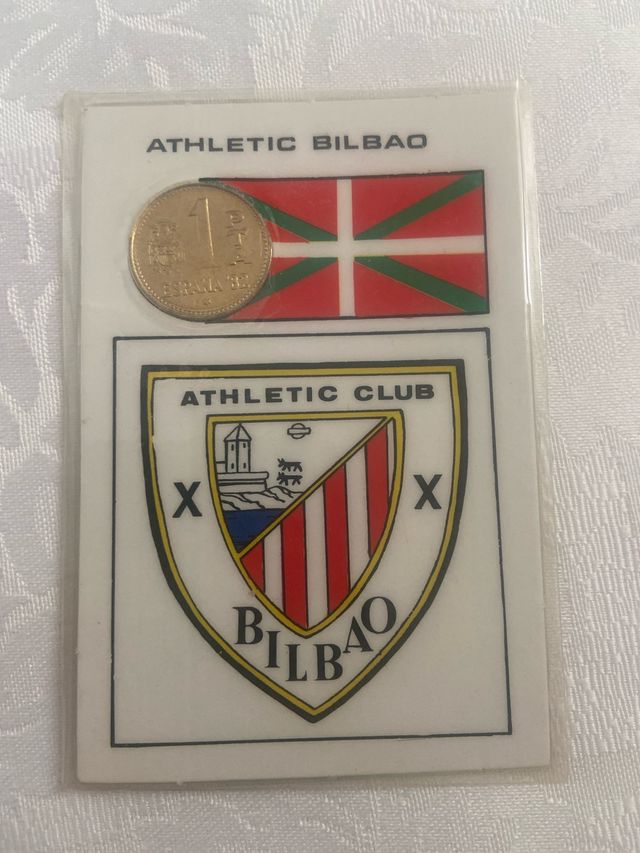 ATHLETIC BILBAO
1
PTA
ESPAÑA '82
ATHLETIC CLUB
X X
BILBAO